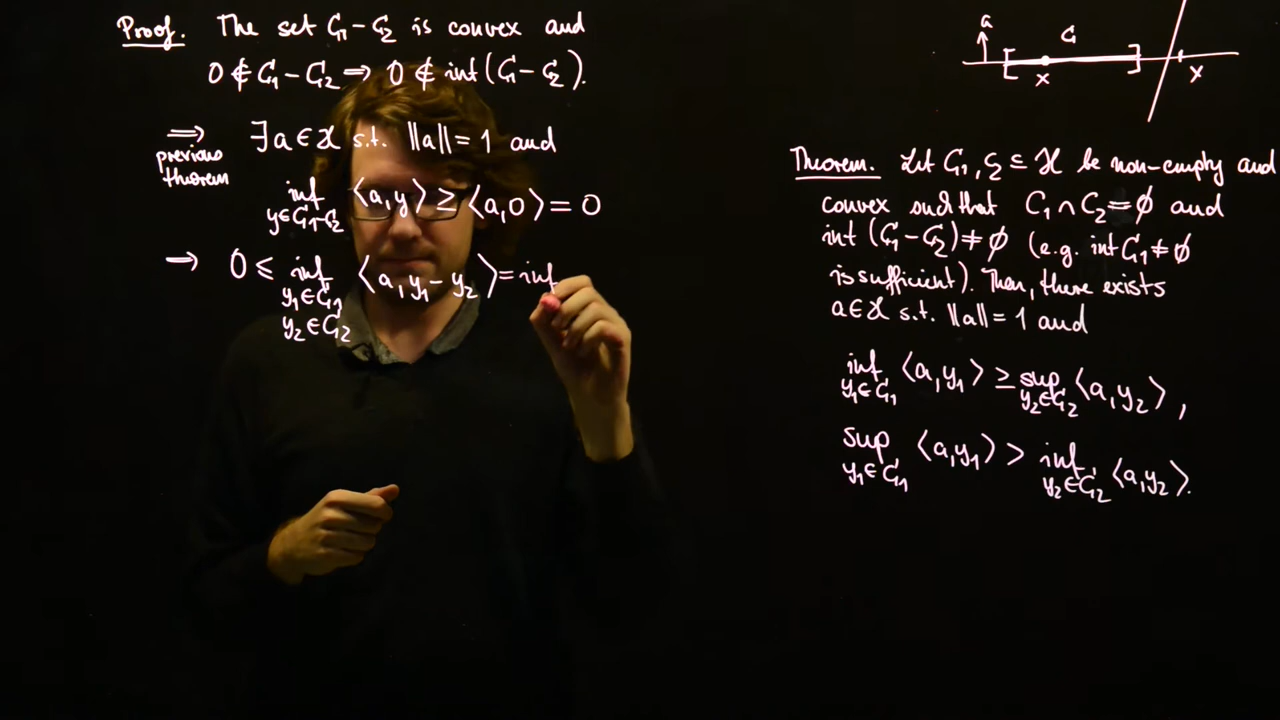 Proof. The set C₁-C₂ is convex and
0 ∉ C₁-C₂ ⟹ 0 ∉ int(C₁-C₂).
⟹ previous theorem ∃ a ∈ ℋ s.t. ‖a‖ = 1 and
inf y∈C₁-C₂ ⟨a,y⟩ ≥ ⟨a,0⟩ = 0
→ 0 ≤ inf y₁∈C₁ y₂∈C₂ ⟨a,y₁-y₂⟩ = inf
a
C₁
x
x
Theorem. Let C₁, C₂ ⊆ ℋ be non-empty and
convex such that C₁ ∩ C₂ = ∅ and
int (C₁-C₂) ≠ ∅ (e.g. int C₁ ≠ ∅
is sufficient). Then, there exists
a ∈ ℋ s.t. ‖a‖ = 1 and
inf y₁∈C₁ ⟨a,y₁⟩ ≥ sup y₂∈C₂ ⟨a,y₂⟩,
sup y₁∈C₁ ⟨a,y₁⟩ > inf y₂∈C₂ ⟨a,y₂⟩.